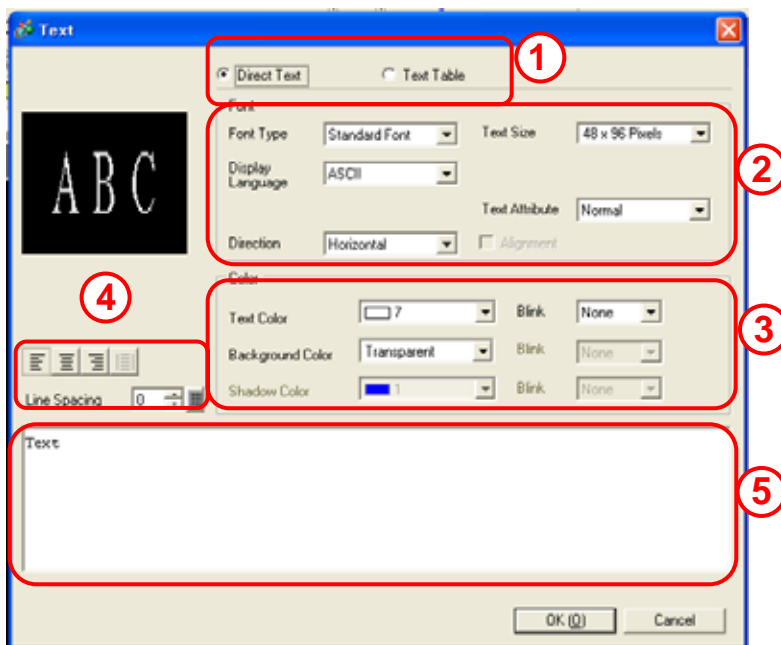 Text
1
Direct Text Text Table
Font
Font Type Standard Font Text Size 48 x 96 Pixels
2
Display Language ASCII
Text Attribute Normal
Direction Horizontal Alignment
ABC
4
Color
Text Color 7 Blink None
3
Background Color Transparent Blink None
Shadow Color 1 Blink None
Line Spacing 0
Text
5
OK (O) Cancel